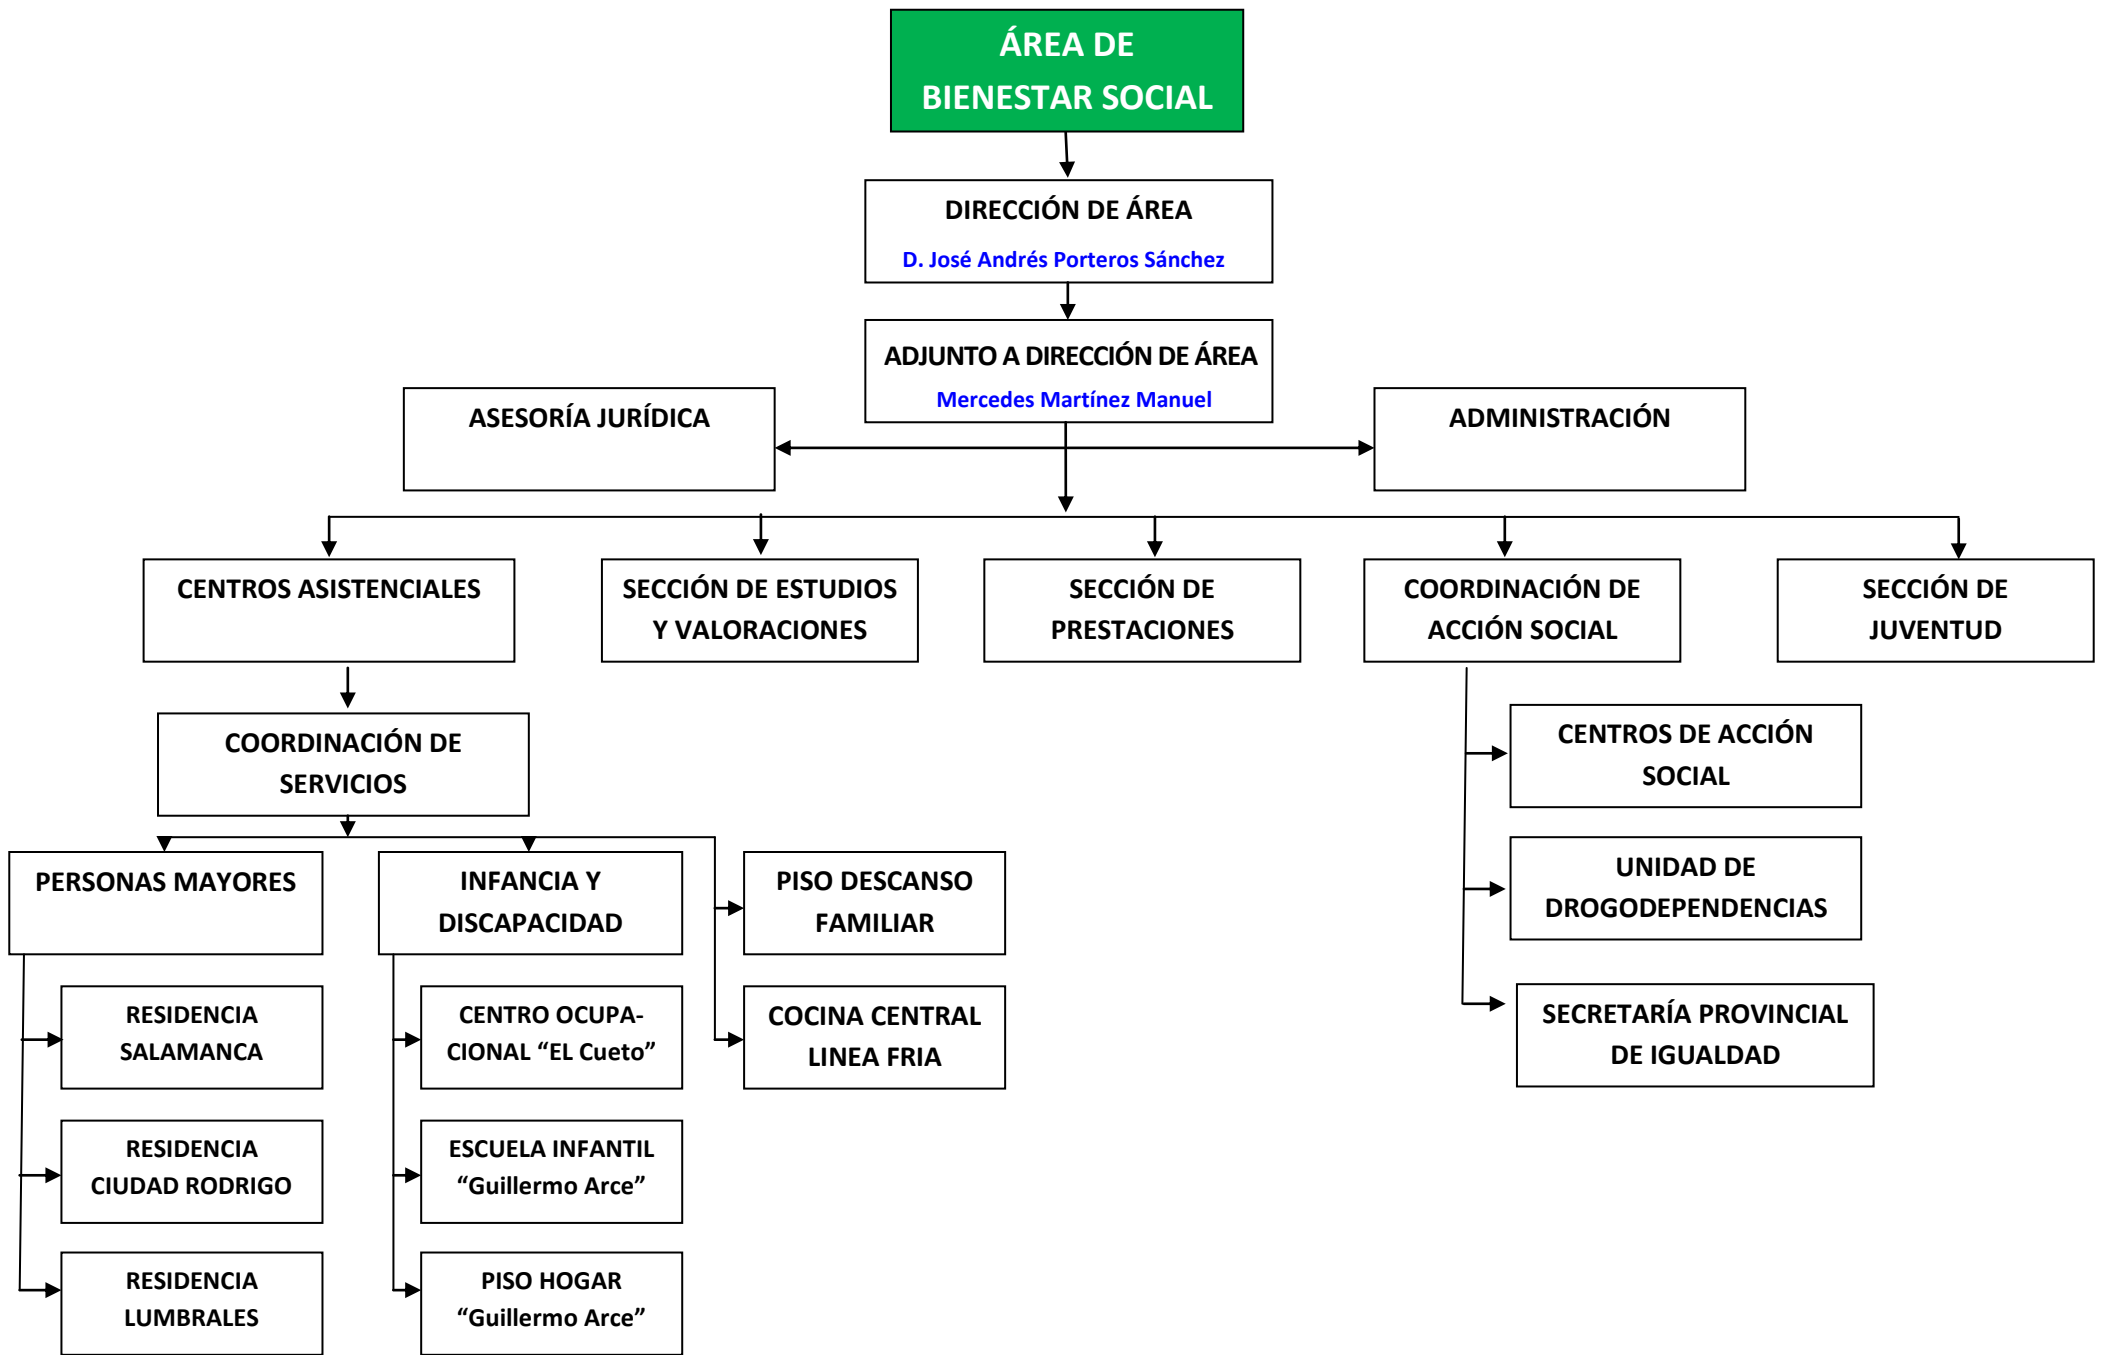 ÁREA DE
BIENESTAR SOCIAL
DIRECCIÓN DE ÁREA
D. José Andrés Porteros Sánchez
ADJUNTO A DIRECCIÓN DE ÁREA
Mercedes Martínez Manuel
ASESORÍA JURÍDICA
ADMINISTRACIÓN
CENTROS ASISTENCIALES
SECCIÓN DE ESTUDIOS
Y VALORACIONES
SECCIÓN DE
PRESTACIONES
COORDINACIÓN DE
ACCIÓN SOCIAL
SECCIÓN DE
JUVENTUD
COORDINACIÓN DE
SERVICIOS
CENTROS DE ACCIÓN
SOCIAL
UNIDAD DE
DROGODEPENDENCIAS
SECRETARÍA PROVINCIAL
DE IGUALDAD
PERSONAS MAYORES
INFANCIA Y
DISCAPACIDAD
PISO DESCANSO
FAMILIAR
RESIDENCIA
SALAMANCA
CENTRO OCUPA-
CIONAL “EL Cueto”
COCINA CENTRAL
LINEA FRIA
RESIDENCIA
CIUDAD RODRIGO
ESCUELA INFANTIL
“Guillermo Arce”
RESIDENCIA
LUMBRALES
PISO HOGAR
“Guillermo Arce”